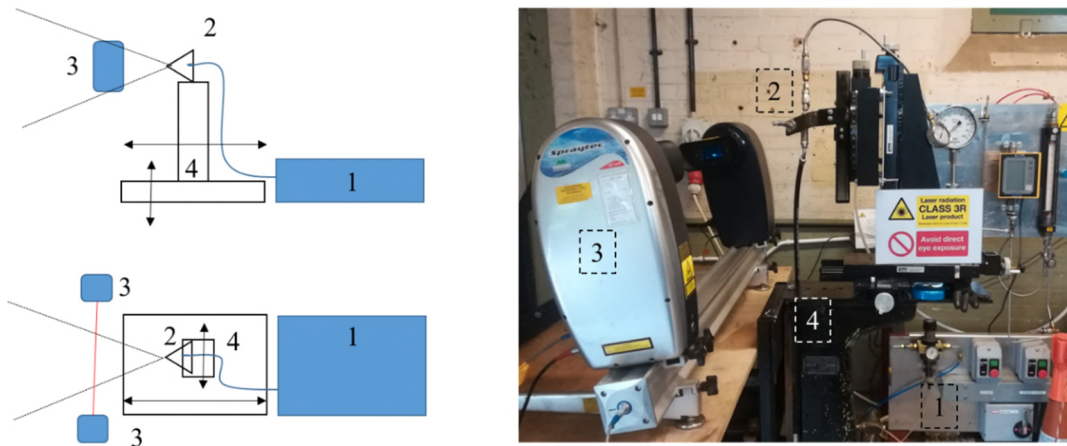 2
3
4
1
3
2
4
1
3
2
Spraytec
3
Laser radiation
CLASS 3R
Laser product
Avoid direct
eye exposure
4
1